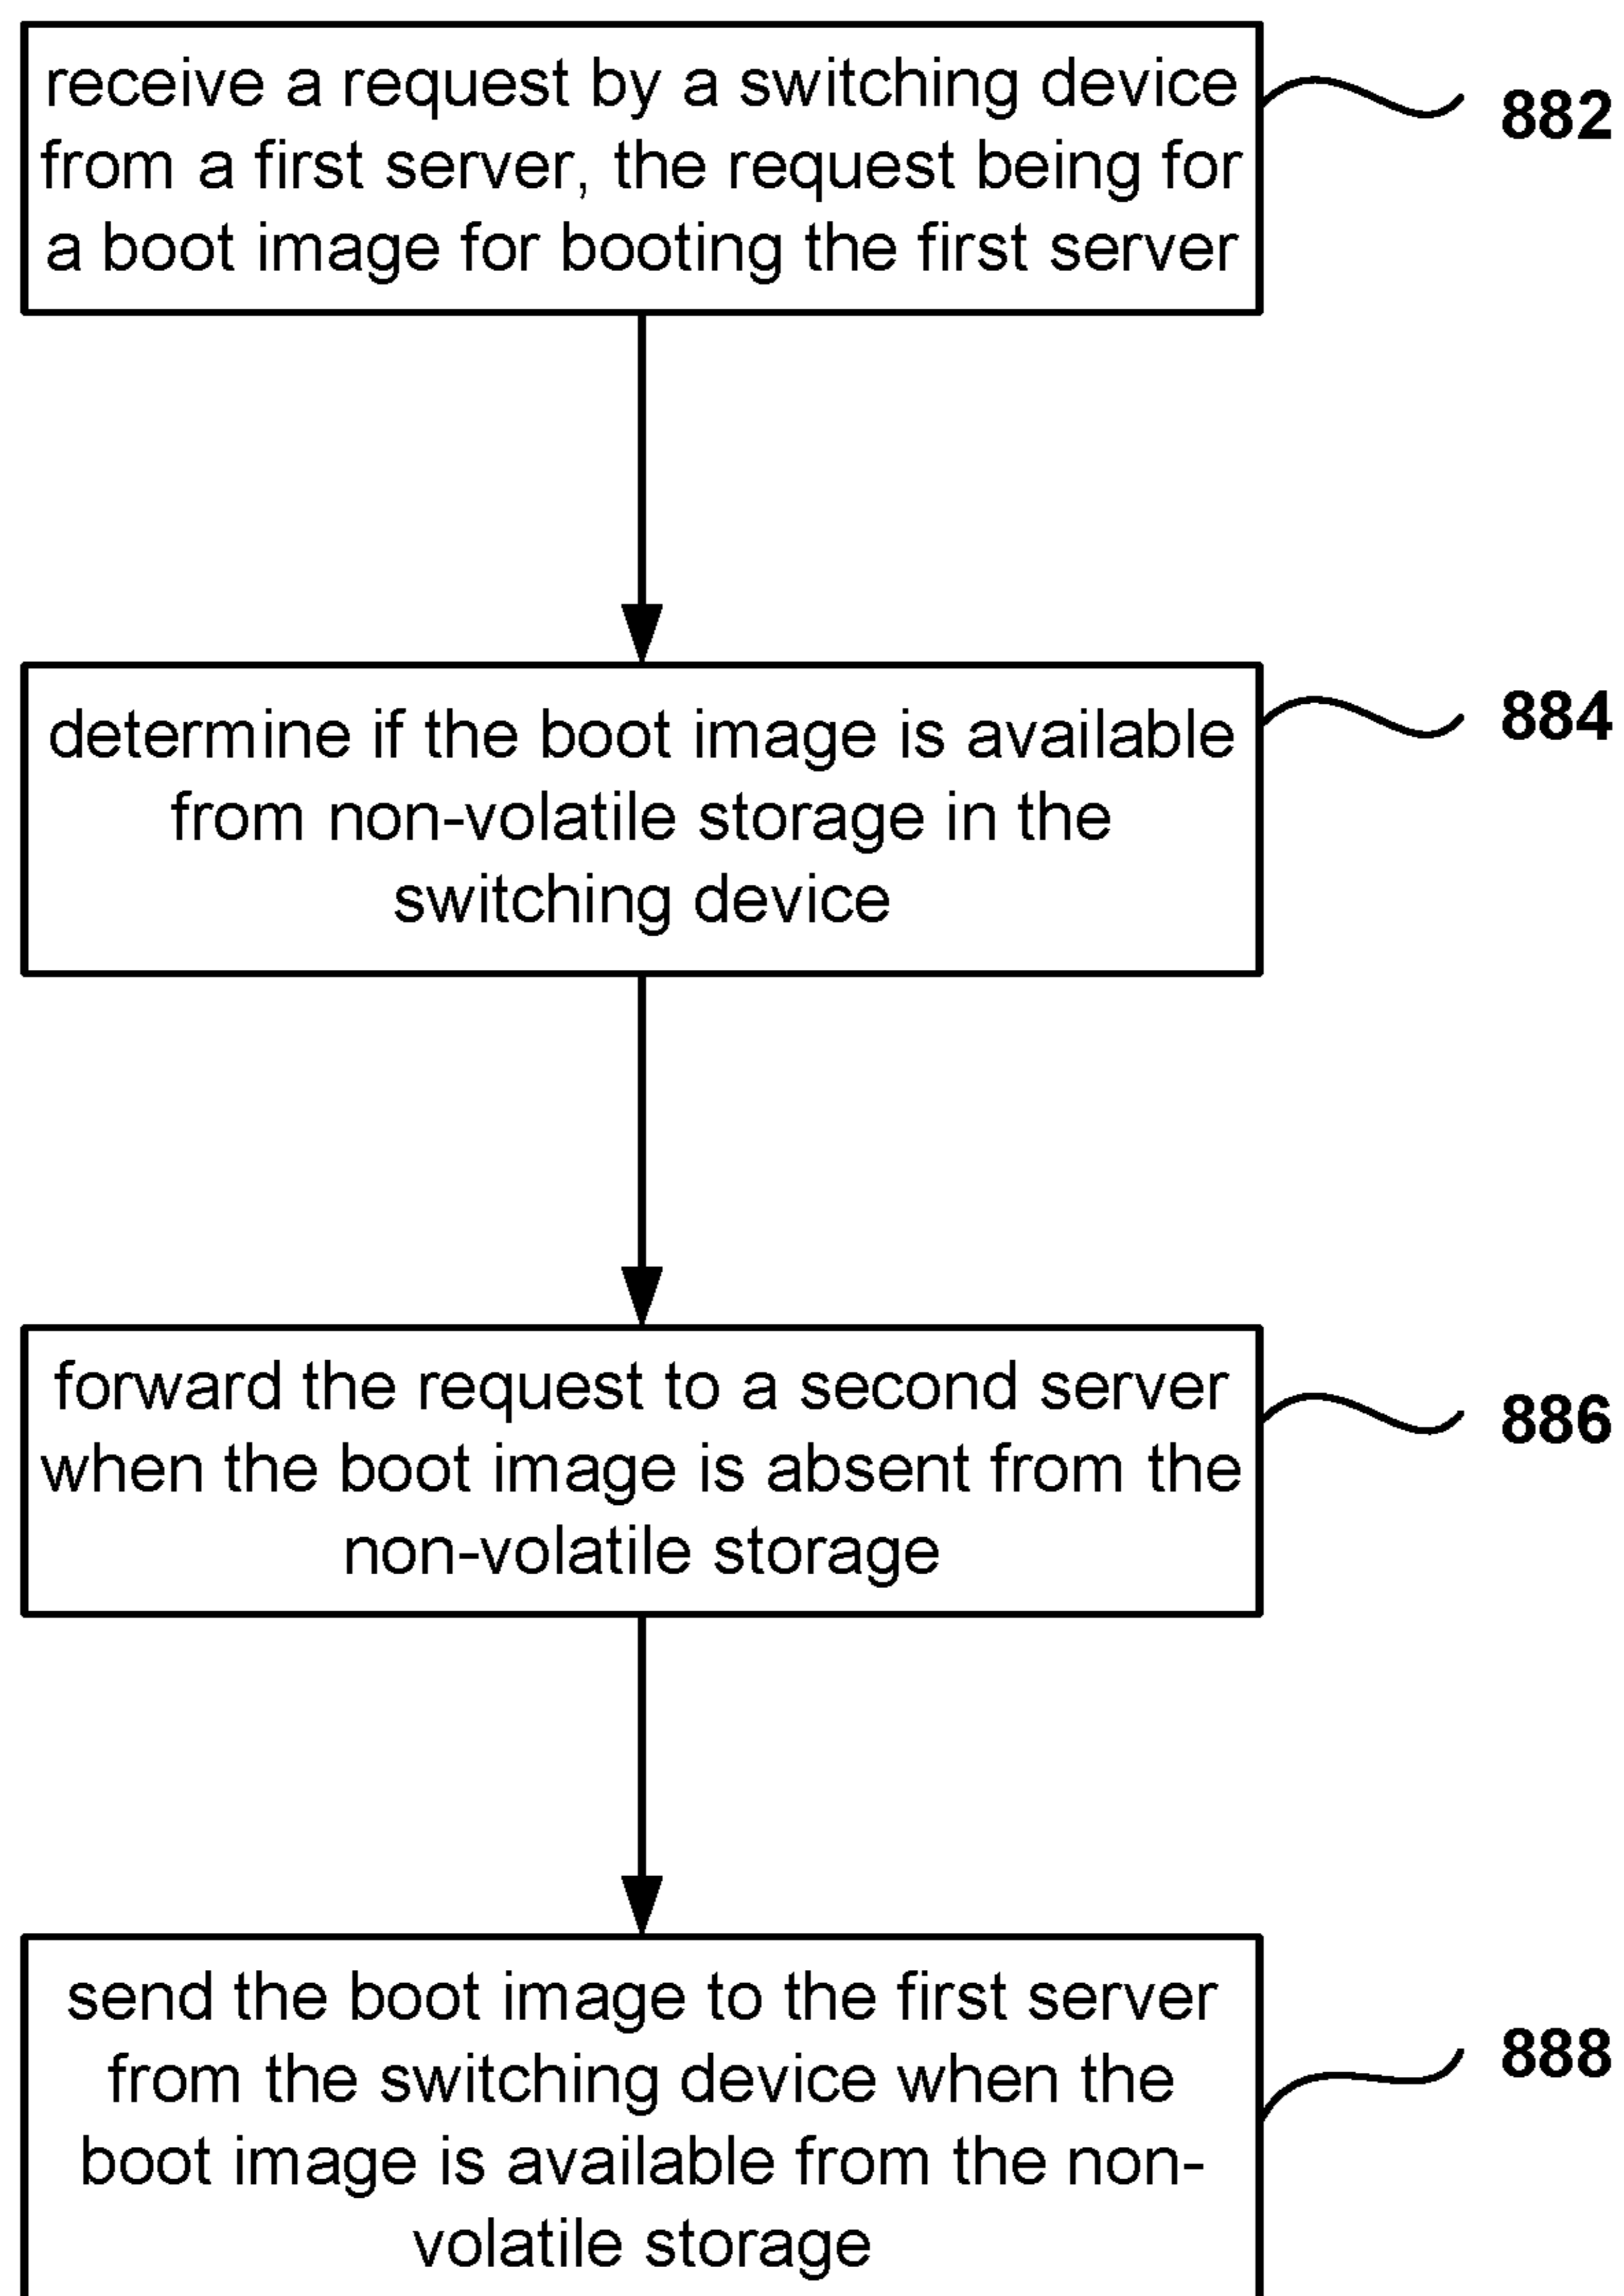 receive a request by a switching device
from a first server, the request being for
a boot image for booting the first server
882
determine if the boot image is available
from non-volatile storage in the
switching device
884
forward the request to a second server
when the boot image is absent from the
non-volatile storage
886
send the boot image to the first server
from the switching device when the
boot image is available from the non-
volatile storage
888